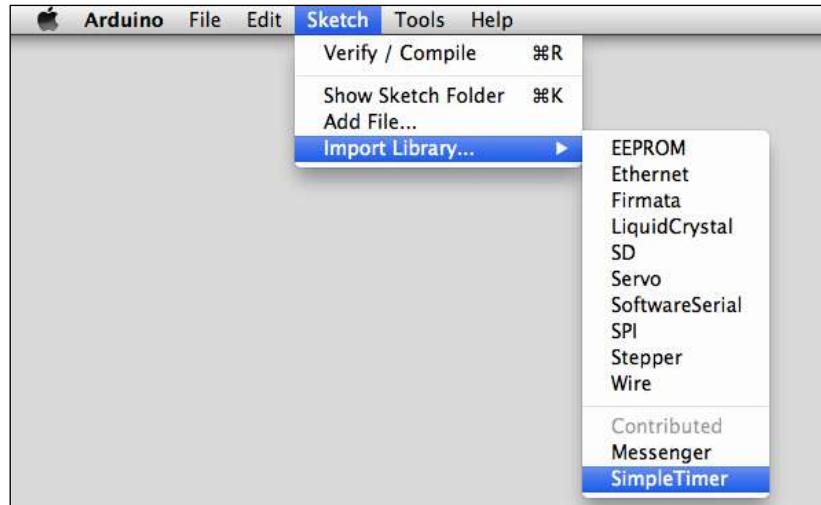 Arduino File Edit Sketch Tools Help
Verify / Compile ⌘R
Show Sketch Folder ⌘K
Add File...
Import Library... ▶
EEPROM
Ethernet
Firmata
LiquidCrystal
SD
Servo
SoftwareSerial
SPI
Stepper
Wire
Contributed
Messenger
SimpleTimer